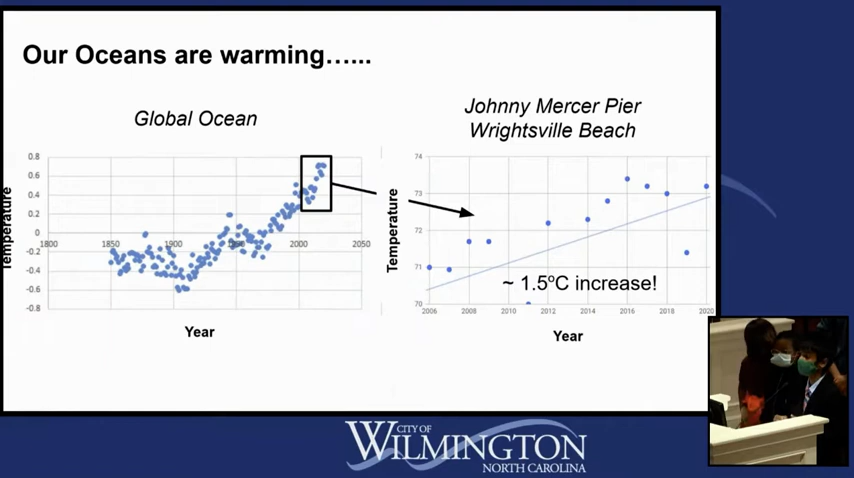 Our Oceans are warming…...
Global Ocean
Johnny Mercer Pier
Wrightsville Beach
Temperature
0.8
0.6
0.4
0.2
0
-0.2
-0.4
-0.6
-0.8
1800
1850
1900
1950
2000
2050
Year
Temperature
74
73
72
71
70
~ 1.5ºC increase!
2006
2008
2010
2012
2014
2016
2018
2020
Year
CITY OF
WILMINGTON
NORTH CAROLINA